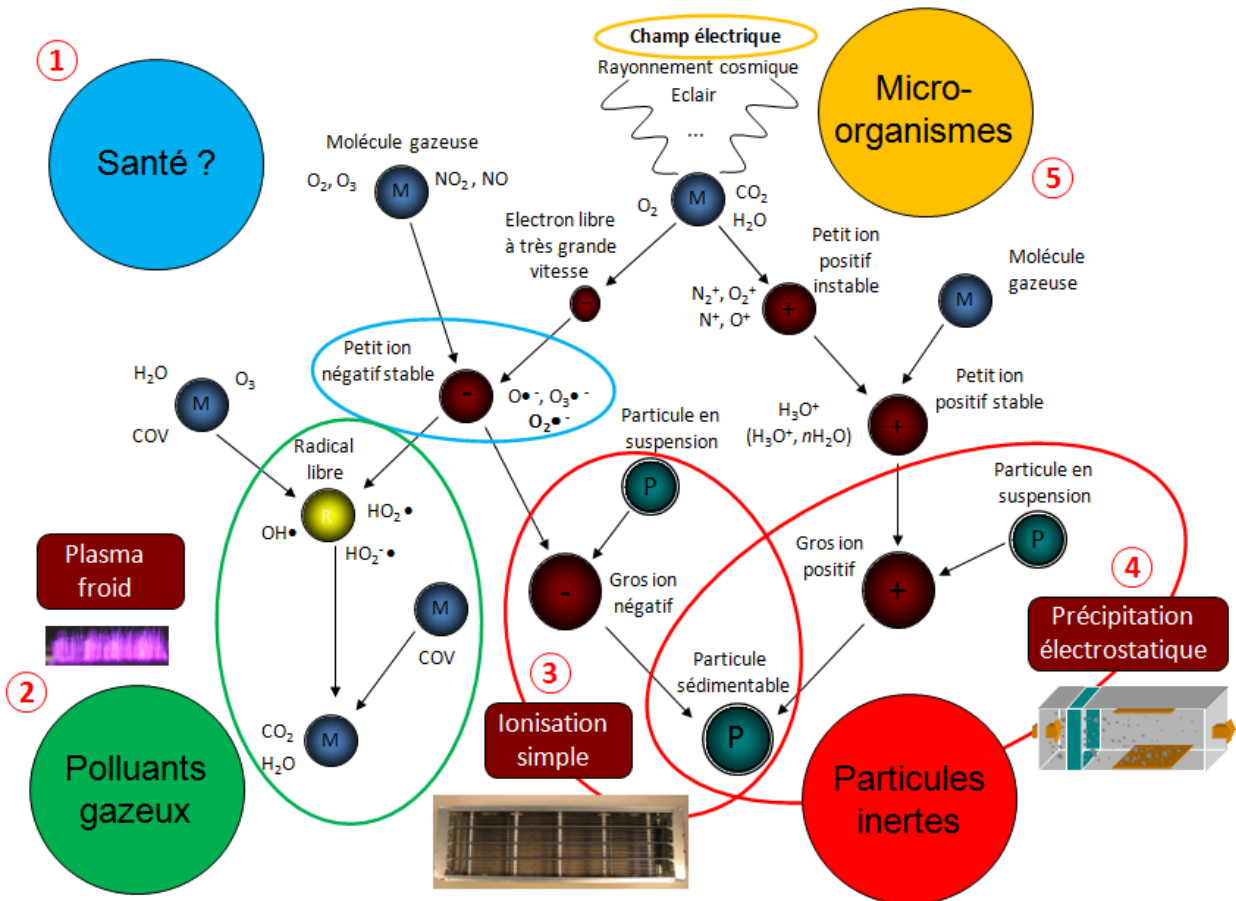 1
Santé ?
Champ électrique
Rayonnement cosmique
Eclair
...
Micro-
organismes
5
Molécule gazeuse
O₂, O₃
M
NO₂, NO
O₂
M
CO₂
H₂O
Electron libre
à très grande
vitesse
-
Petit ion
positif
instable
N₂⁺, O₂⁺
N⁺, O⁺
+
Molécule
gazeuse
M
Petit ion
négatif stable
-
O●⁻, O₃●⁻
O₂●⁻
H₂O
O₃
M
COV
Petit ion
positif stable
H₃O⁺
(H₃O⁺, nH₂O)
+
Particule en
suspension
P
Radical
libre
R
HO₂●
OH●
HO₂⁻●
Particule en
suspension
P
Plasma
froid
Gros ion
négatif
-
Gros ion
positif
+
4
Précipitation
électrostatique
M
COV
2
Polluants
gazeux
CO₂
H₂O
M
3
Ionisation
simple
Particule
sédimentable
P
Particules
inertes